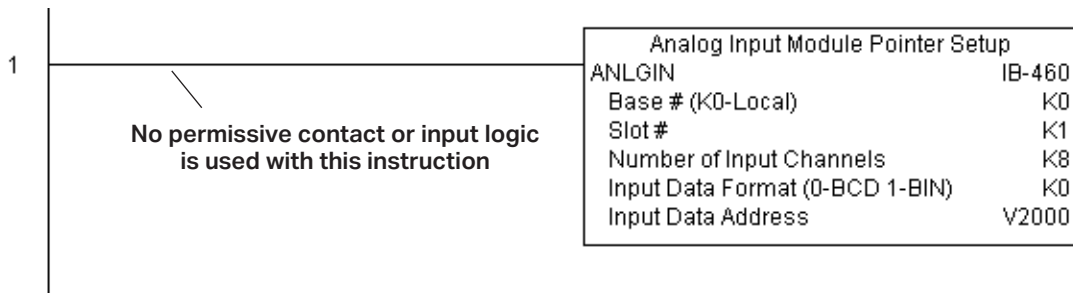 1
No permissive contact or input logic
is used with this instruction
Analog Input Module Pointer Setup
ANLGIN IB-460
Base # (K0-Local) K0
Slot # K1
Number of Input Channels K8
Input Data Format (0-BCD 1-BIN) K0
Input Data Address V2000